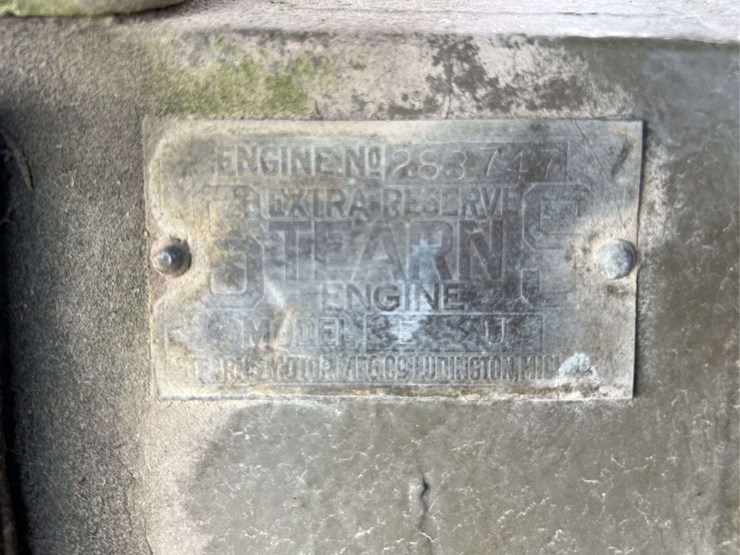 ENGINE Nº 283747
EXTRA RESERVE
STEARNS
ENGINE
MODEL U
STEARNS MOTOR MFG CO LUDINGTON, MICH